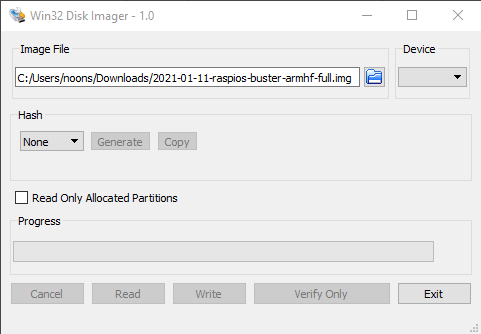 Win32 Disk Imager - 1.0
Image File
Device
C:/Users/noons/Downloads/2021-01-11-raspios-buster-armhf-full.img
Hash
None
Generate
Copy
Read Only Allocated Partitions
Progress
Cancel
Read
Write
Verify Only
Exit